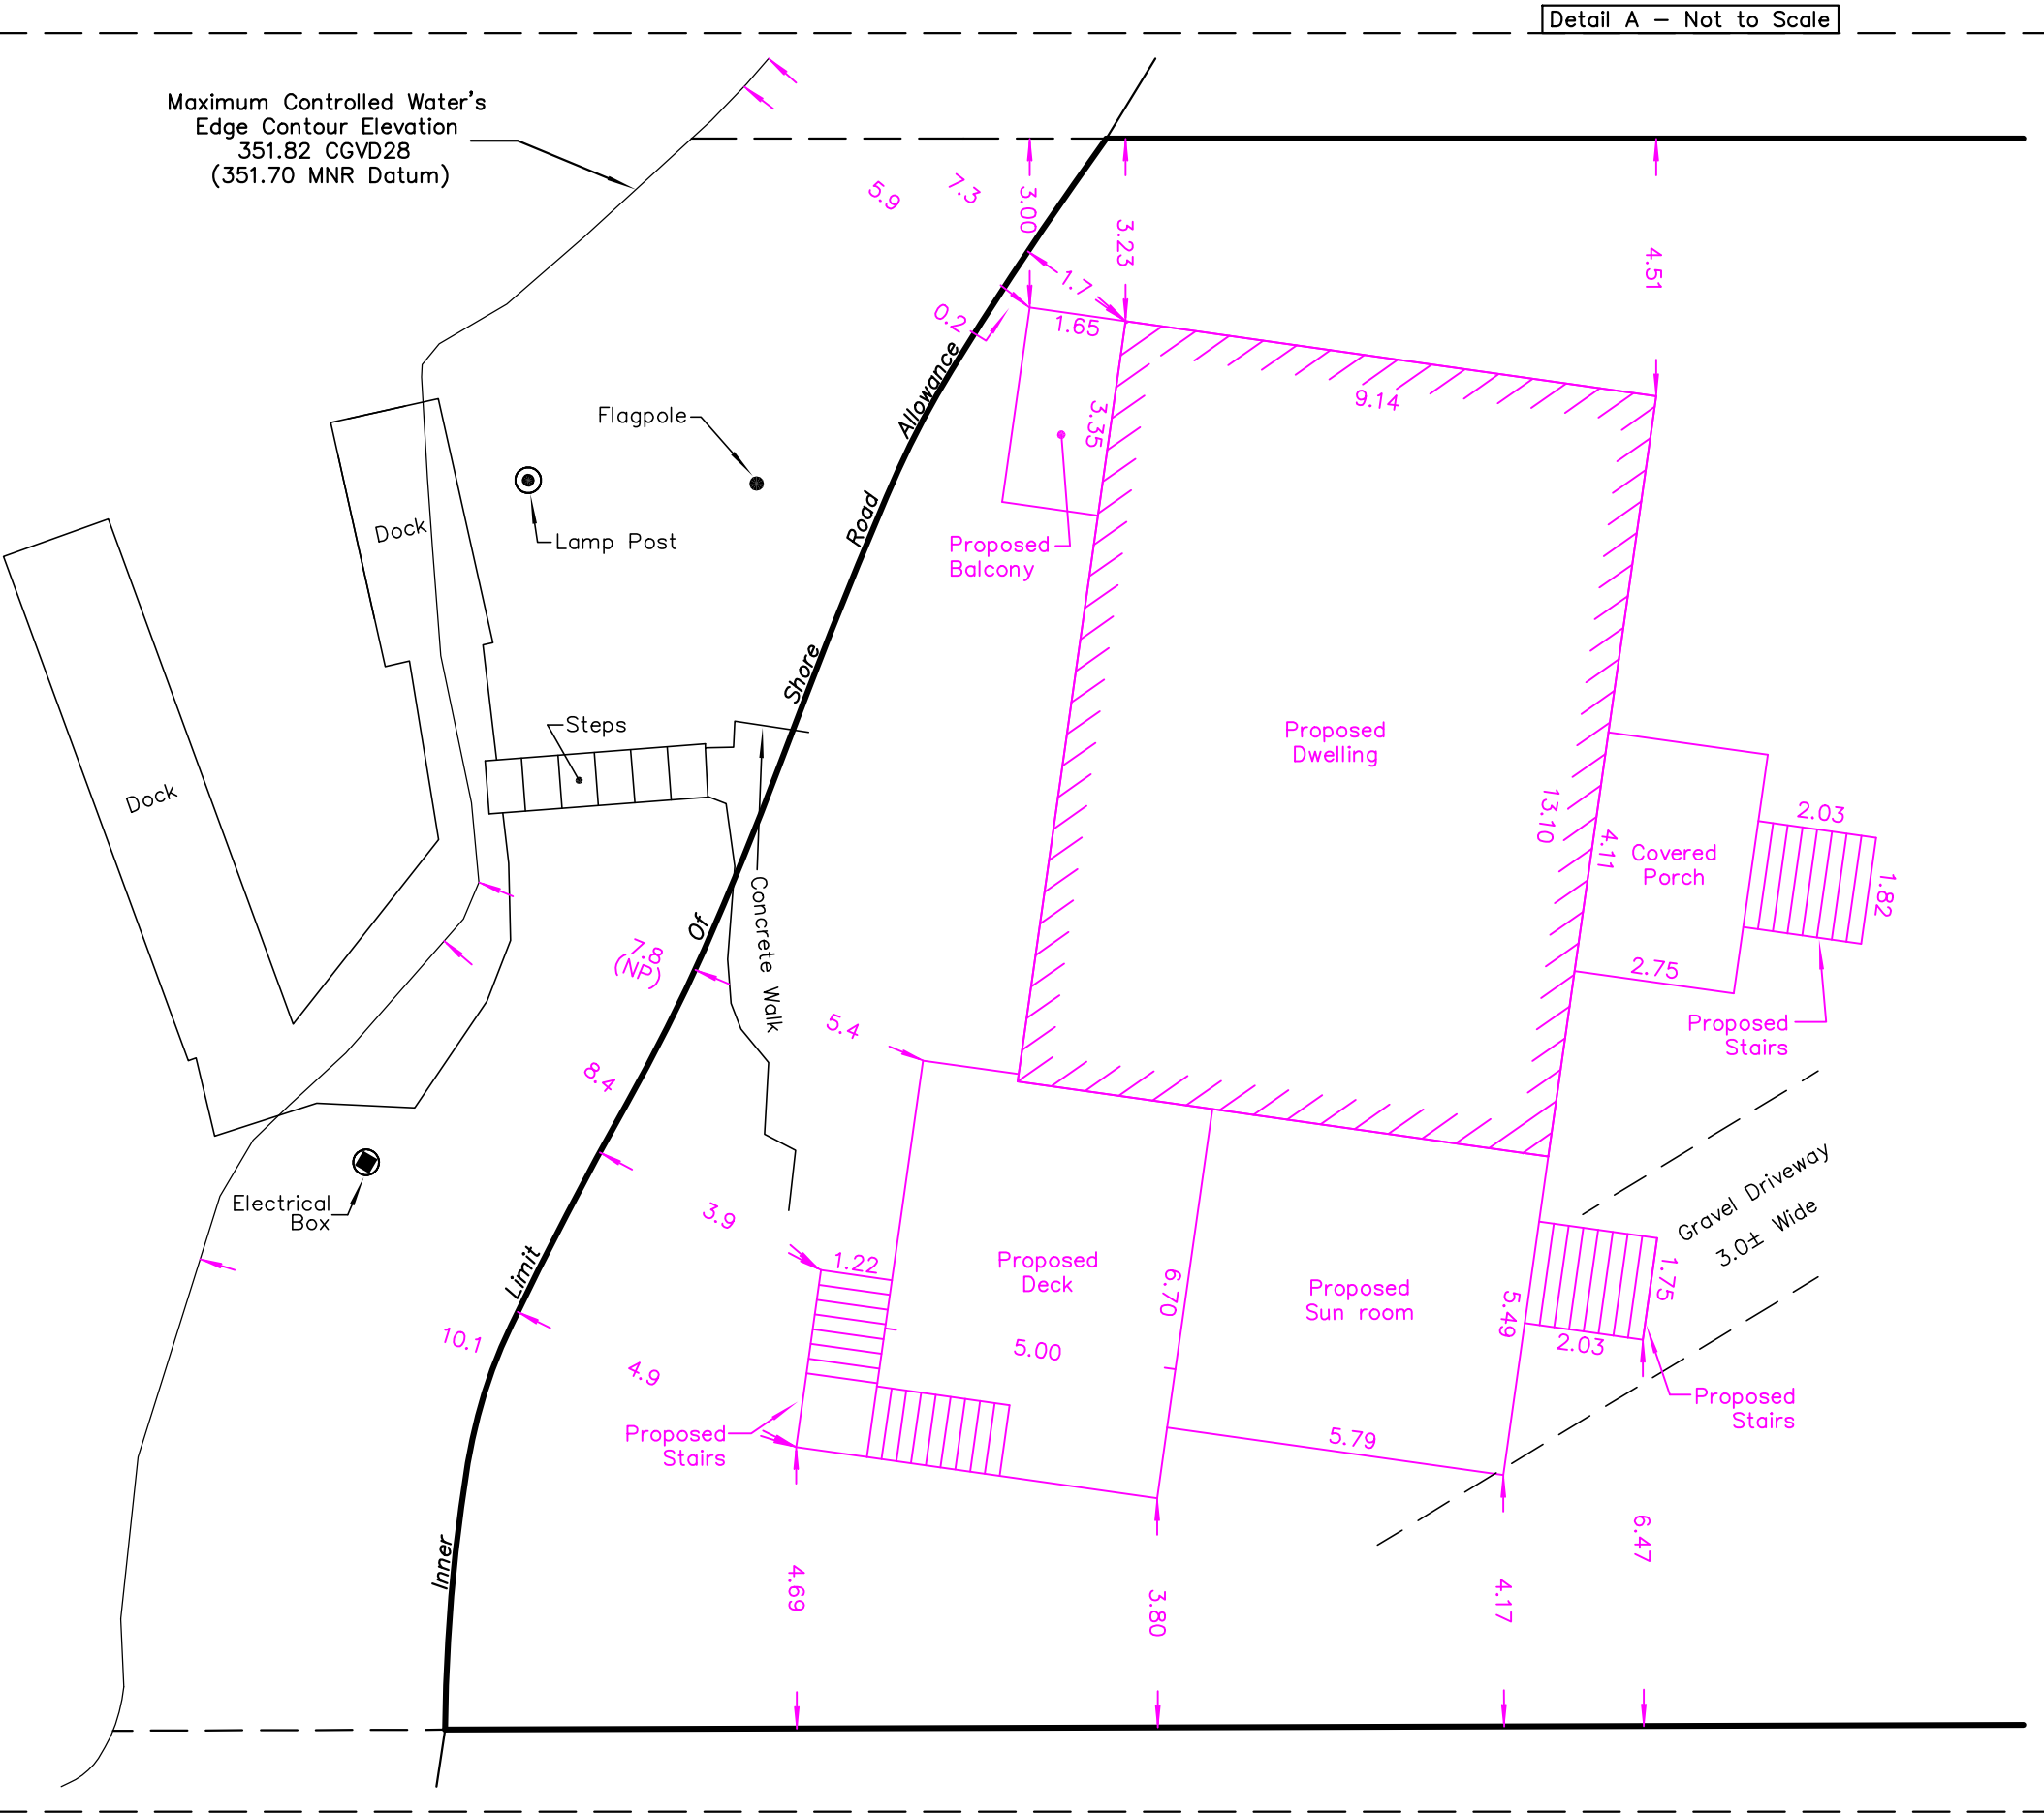 Detail A – Not to Scale
Maximum Controlled Water's
Edge Contour Elevation
351.82 CGVD28
(351.70 MNR Datum)
5.9
7.3
3.00
3.23
4.51
1.7
0.2
1.65
9.14
3.35
Flagpole
Lamp Post
Dock
Dock
Proposed
Balcony
Steps
Proposed
Dwelling
13.10
4.11
Covered
Porch
2.03
1.82
2.75
Proposed
Stairs
Concrete Walk
7.8
(NP)
5.4
8.4
3.9
Electrical
Box
10.1
4.9
1.22
Proposed
Deck
5.00
6.70
Proposed
Sun room
5.49
1.75
2.03
Gravel Driveway
3.0± Wide
Proposed
Stairs
Proposed
Stairs
5.79
4.69
3.80
4.17
6.47
Inner Limit Of Shore Road Allowance